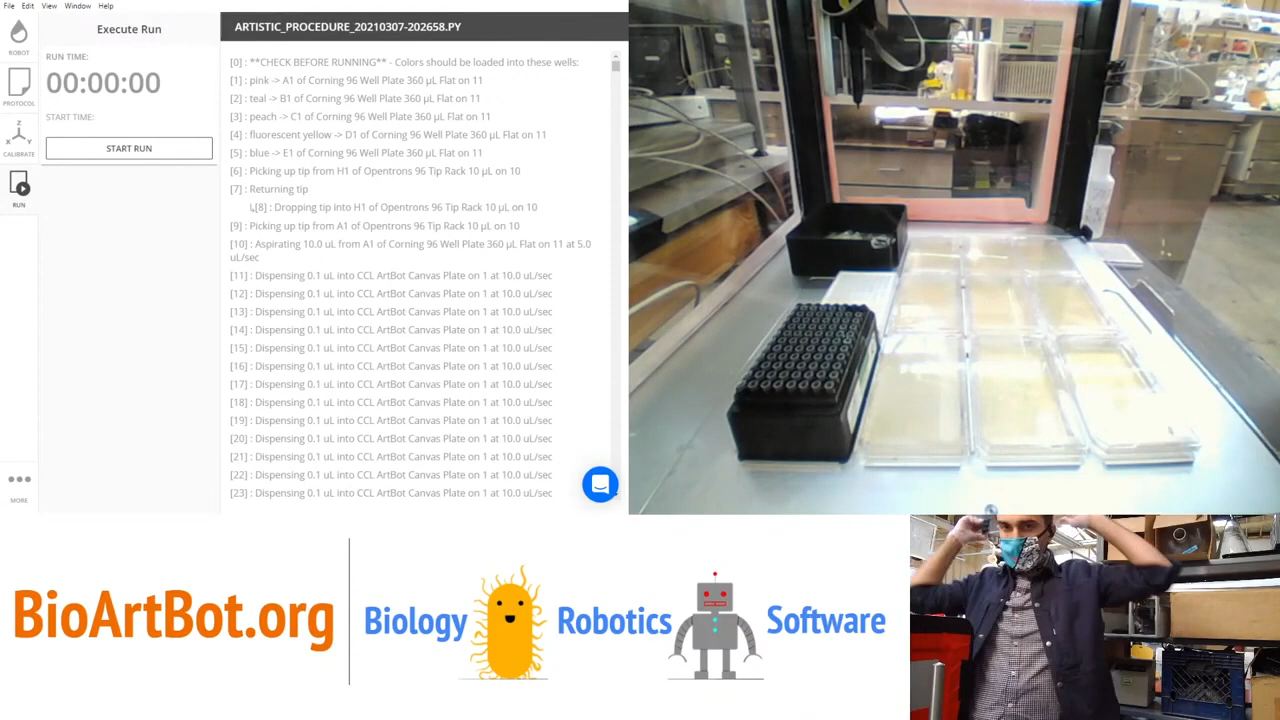 File Edit View Window Help
Execute Run
ARTISTIC_PROCEDURE_20210307-202658.PY
ROBOT
PROTOCOL
CALIBRATE
RUN
MORE
X
Y
Z
RUN TIME:
00:00:00
START TIME:
START RUN
[0] : **CHECK BEFORE RUNNING** - Colors should be loaded into these wells:
[1] : pink -> A1 of Corning 96 Well Plate 360 µL Flat on 11
[2] : teal -> B1 of Corning 96 Well Plate 360 µL Flat on 11
[3] : peach -> C1 of Corning 96 Well Plate 360 µL Flat on 11
[4] : fluorescent yellow -> D1 of Corning 96 Well Plate 360 µL Flat on 11
[5] : blue -> E1 of Corning 96 Well Plate 360 µL Flat on 11
[6] : Picking up tip from H1 of Opentrons 96 Tip Rack 10 µL on 10
[7] : Returning tip
↳[8] : Dropping tip into H1 of Opentrons 96 Tip Rack 10 µL on 10
[9] : Picking up tip from A1 of Opentrons 96 Tip Rack 10 µL on 10
[10] : Aspirating 10.0 uL from A1 of Corning 96 Well Plate 360 µL Flat on 11 at 5.0
uL/sec
[11] : Dispensing 0.1 uL into CCL ArtBot Canvas Plate on 1 at 10.0 uL/sec
[12] : Dispensing 0.1 uL into CCL ArtBot Canvas Plate on 1 at 10.0 uL/sec
[13] : Dispensing 0.1 uL into CCL ArtBot Canvas Plate on 1 at 10.0 uL/sec
[14] : Dispensing 0.1 uL into CCL ArtBot Canvas Plate on 1 at 10.0 uL/sec
[15] : Dispensing 0.1 uL into CCL ArtBot Canvas Plate on 1 at 10.0 uL/sec
[16] : Dispensing 0.1 uL into CCL ArtBot Canvas Plate on 1 at 10.0 uL/sec
[17] : Dispensing 0.1 uL into CCL ArtBot Canvas Plate on 1 at 10.0 uL/sec
[18] : Dispensing 0.1 uL into CCL ArtBot Canvas Plate on 1 at 10.0 uL/sec
[19] : Dispensing 0.1 uL into CCL ArtBot Canvas Plate on 1 at 10.0 uL/sec
[20] : Dispensing 0.1 uL into CCL ArtBot Canvas Plate on 1 at 10.0 uL/sec
[21] : Dispensing 0.1 uL into CCL ArtBot Canvas Plate on 1 at 10.0 uL/sec
[22] : Dispensing 0.1 uL into CCL ArtBot Canvas Plate on 1 at 10.0 uL/sec
[23] : Dispensing 0.1 uL into CCL ArtBot Canvas Plate on 1 at 10.0 uL/sec
BioArtBot.org
Biology Robotics Software